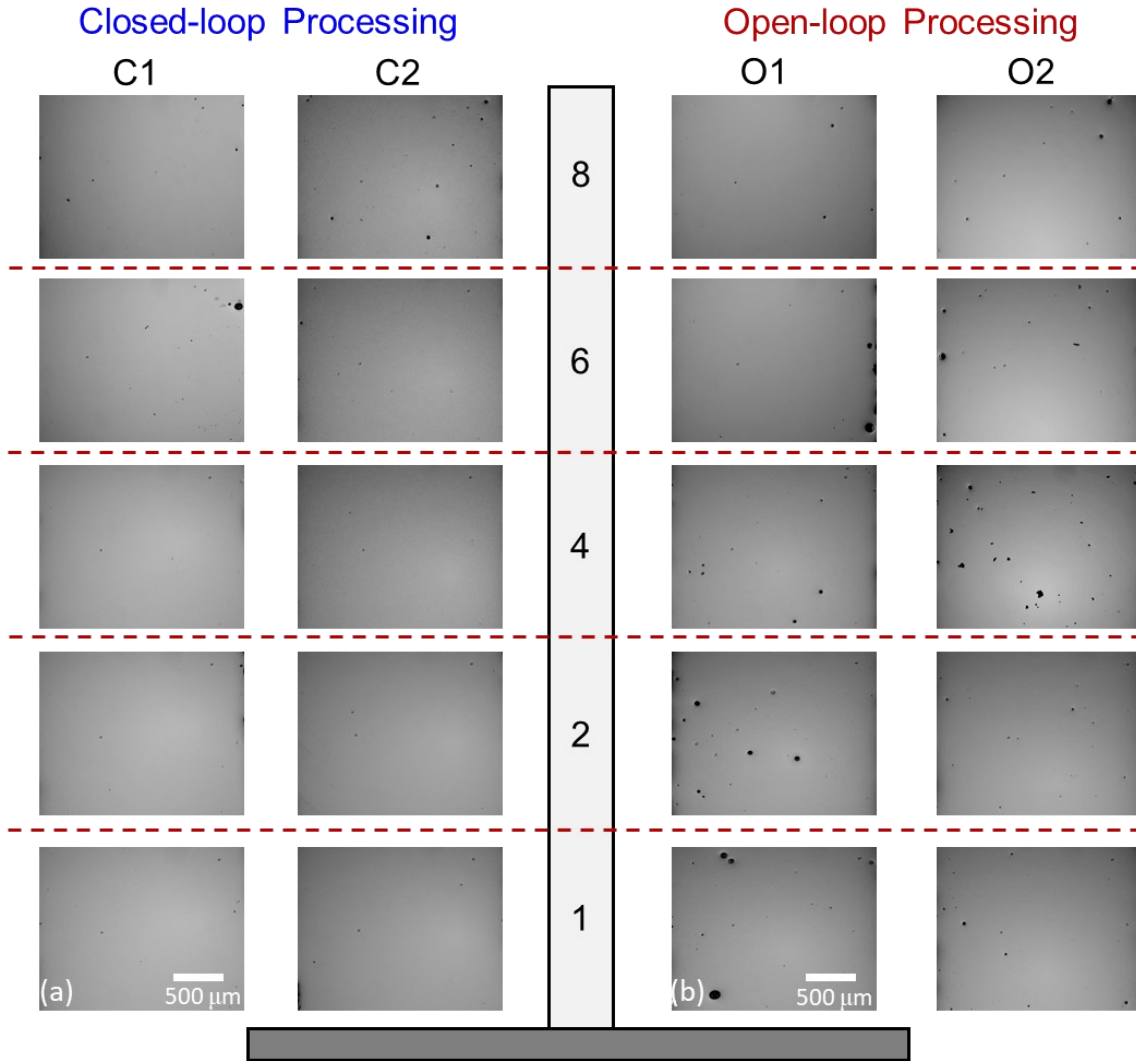 Closed-loop Processing
Open-loop Processing
C1
C2
O1
O2
8
6
4
2
1
(a)
500 μm
(b)
500 μm